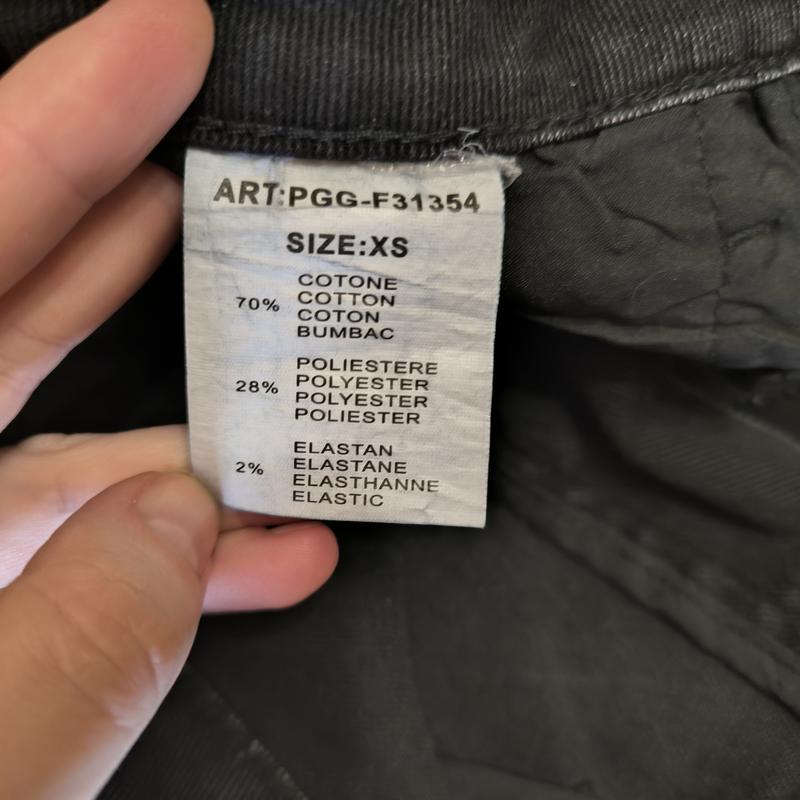 ART:PGG-F31354
SIZE:XS
70%
COTONE
COTTON
COTON
BUMBAC
28%
POLIESTERE
POLYESTER
POLYESTER
POLIESTER
2%
ELASTAN
ELASTANE
ELASTHANNE
ELASTIC